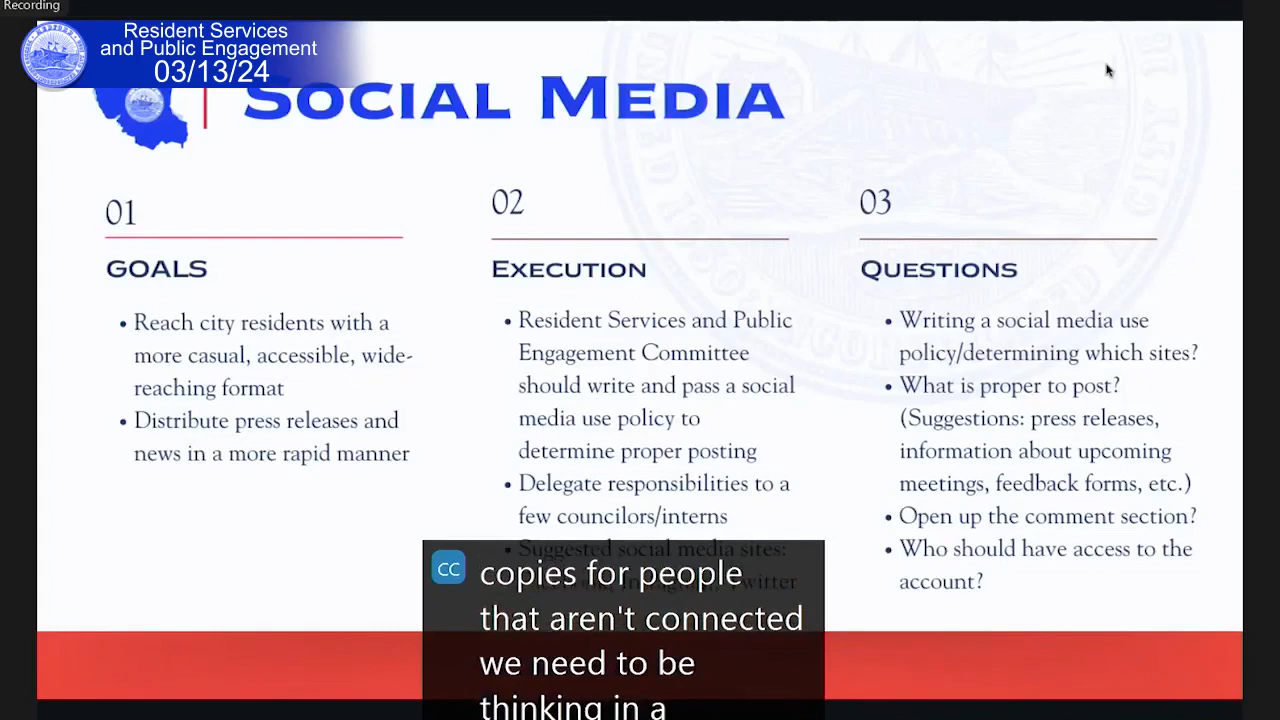 Recording
Resident Services
and Public Engagement
03/13/24
SOCIAL MEDIA
01
GOALS
• Reach city residents with a
more casual, accessible, wide-
reaching format
• Distribute press releases and
news in a more rapid manner
02
EXECUTION
• Resident Services and Public
Engagement Committee
should write and pass a social
media use policy to
determine proper posting
• Delegate responsibilities to a
few councilors/interns
• Suggested social media sites:
03
QUESTIONS
• Writing a social media use
policy/determining which sites?
• What is proper to post?
(Suggestions: press releases,
information about upcoming
meetings, feedback forms, etc.)
• Open up the comment section?
• Who should have access to the
account?
CC
copies for people
that aren't connected
we need to be
thinking in a